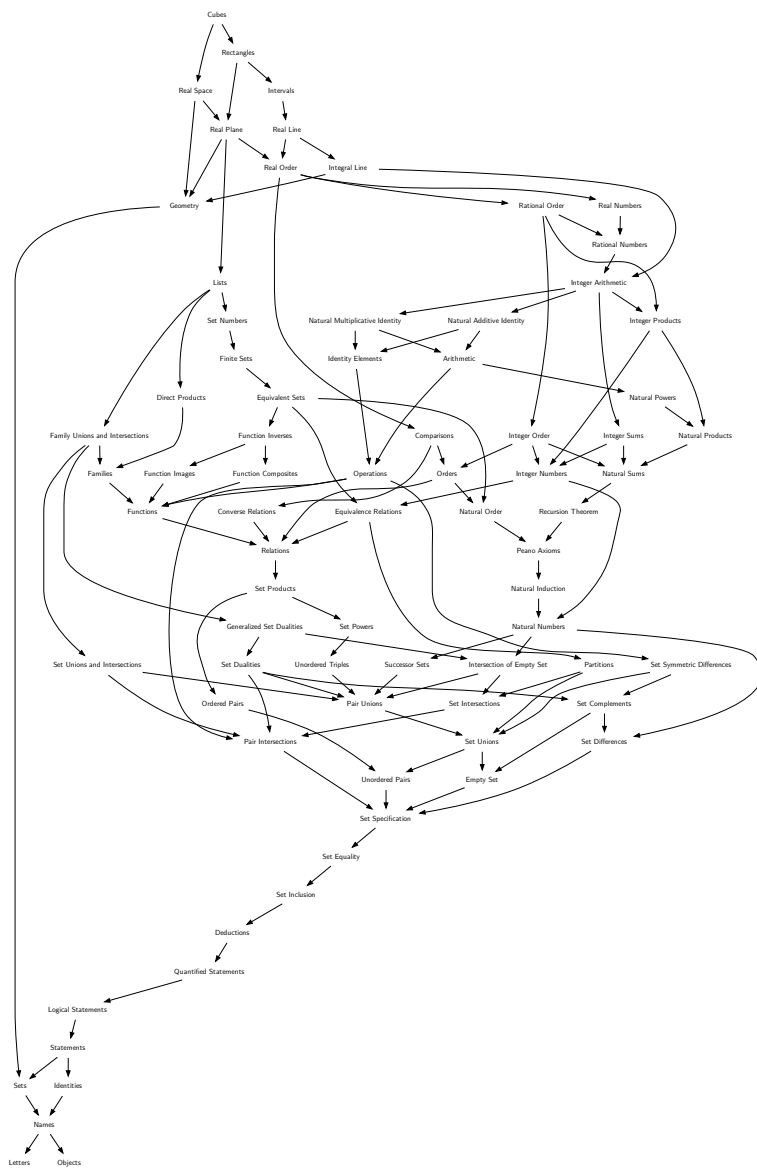 Cubes
Rectangles
Real Space
Intervals
Real Plane
Real Line
Real Order
Integral Line
Geometry
Rational Order
Real Numbers
Rational Numbers
Lists
Integer Arithmetic
Set Numbers
Natural Multiplicative Identity
Natural Additive Identity
Integer Products
Finite Sets
Identity Elements
Arithmetic
Direct Products
Equivalent Sets
Natural Powers
Family Unions and Intersections
Function Inverses
Comparisons
Integer Order
Integer Sums
Natural Products
Families
Function Images
Function Composites
Operations
Orders
Integer Numbers
Natural Sums
Functions
Converse Relations
Equivalence Relations
Natural Order
Recursion Theorem
Relations
Peano Axioms
Set Products
Natural Induction
Generalized Set Dualities
Set Powers
Natural Numbers
Set Unions and Intersections
Set Dualities
Unordered Triples
Successor Sets
Intersection of Empty Set
Partitions
Set Symmetric Differences
Ordered Pairs
Pair Unions
Set Intersections
Set Complements
Pair Intersections
Set Unions
Set Differences
Unordered Pairs
Empty Set
Set Specification
Set Equality
Set Inclusion
Deductions
Quantified Statements
Logical Statements
Statements
Sets
Identities
Names
Letters
Objects